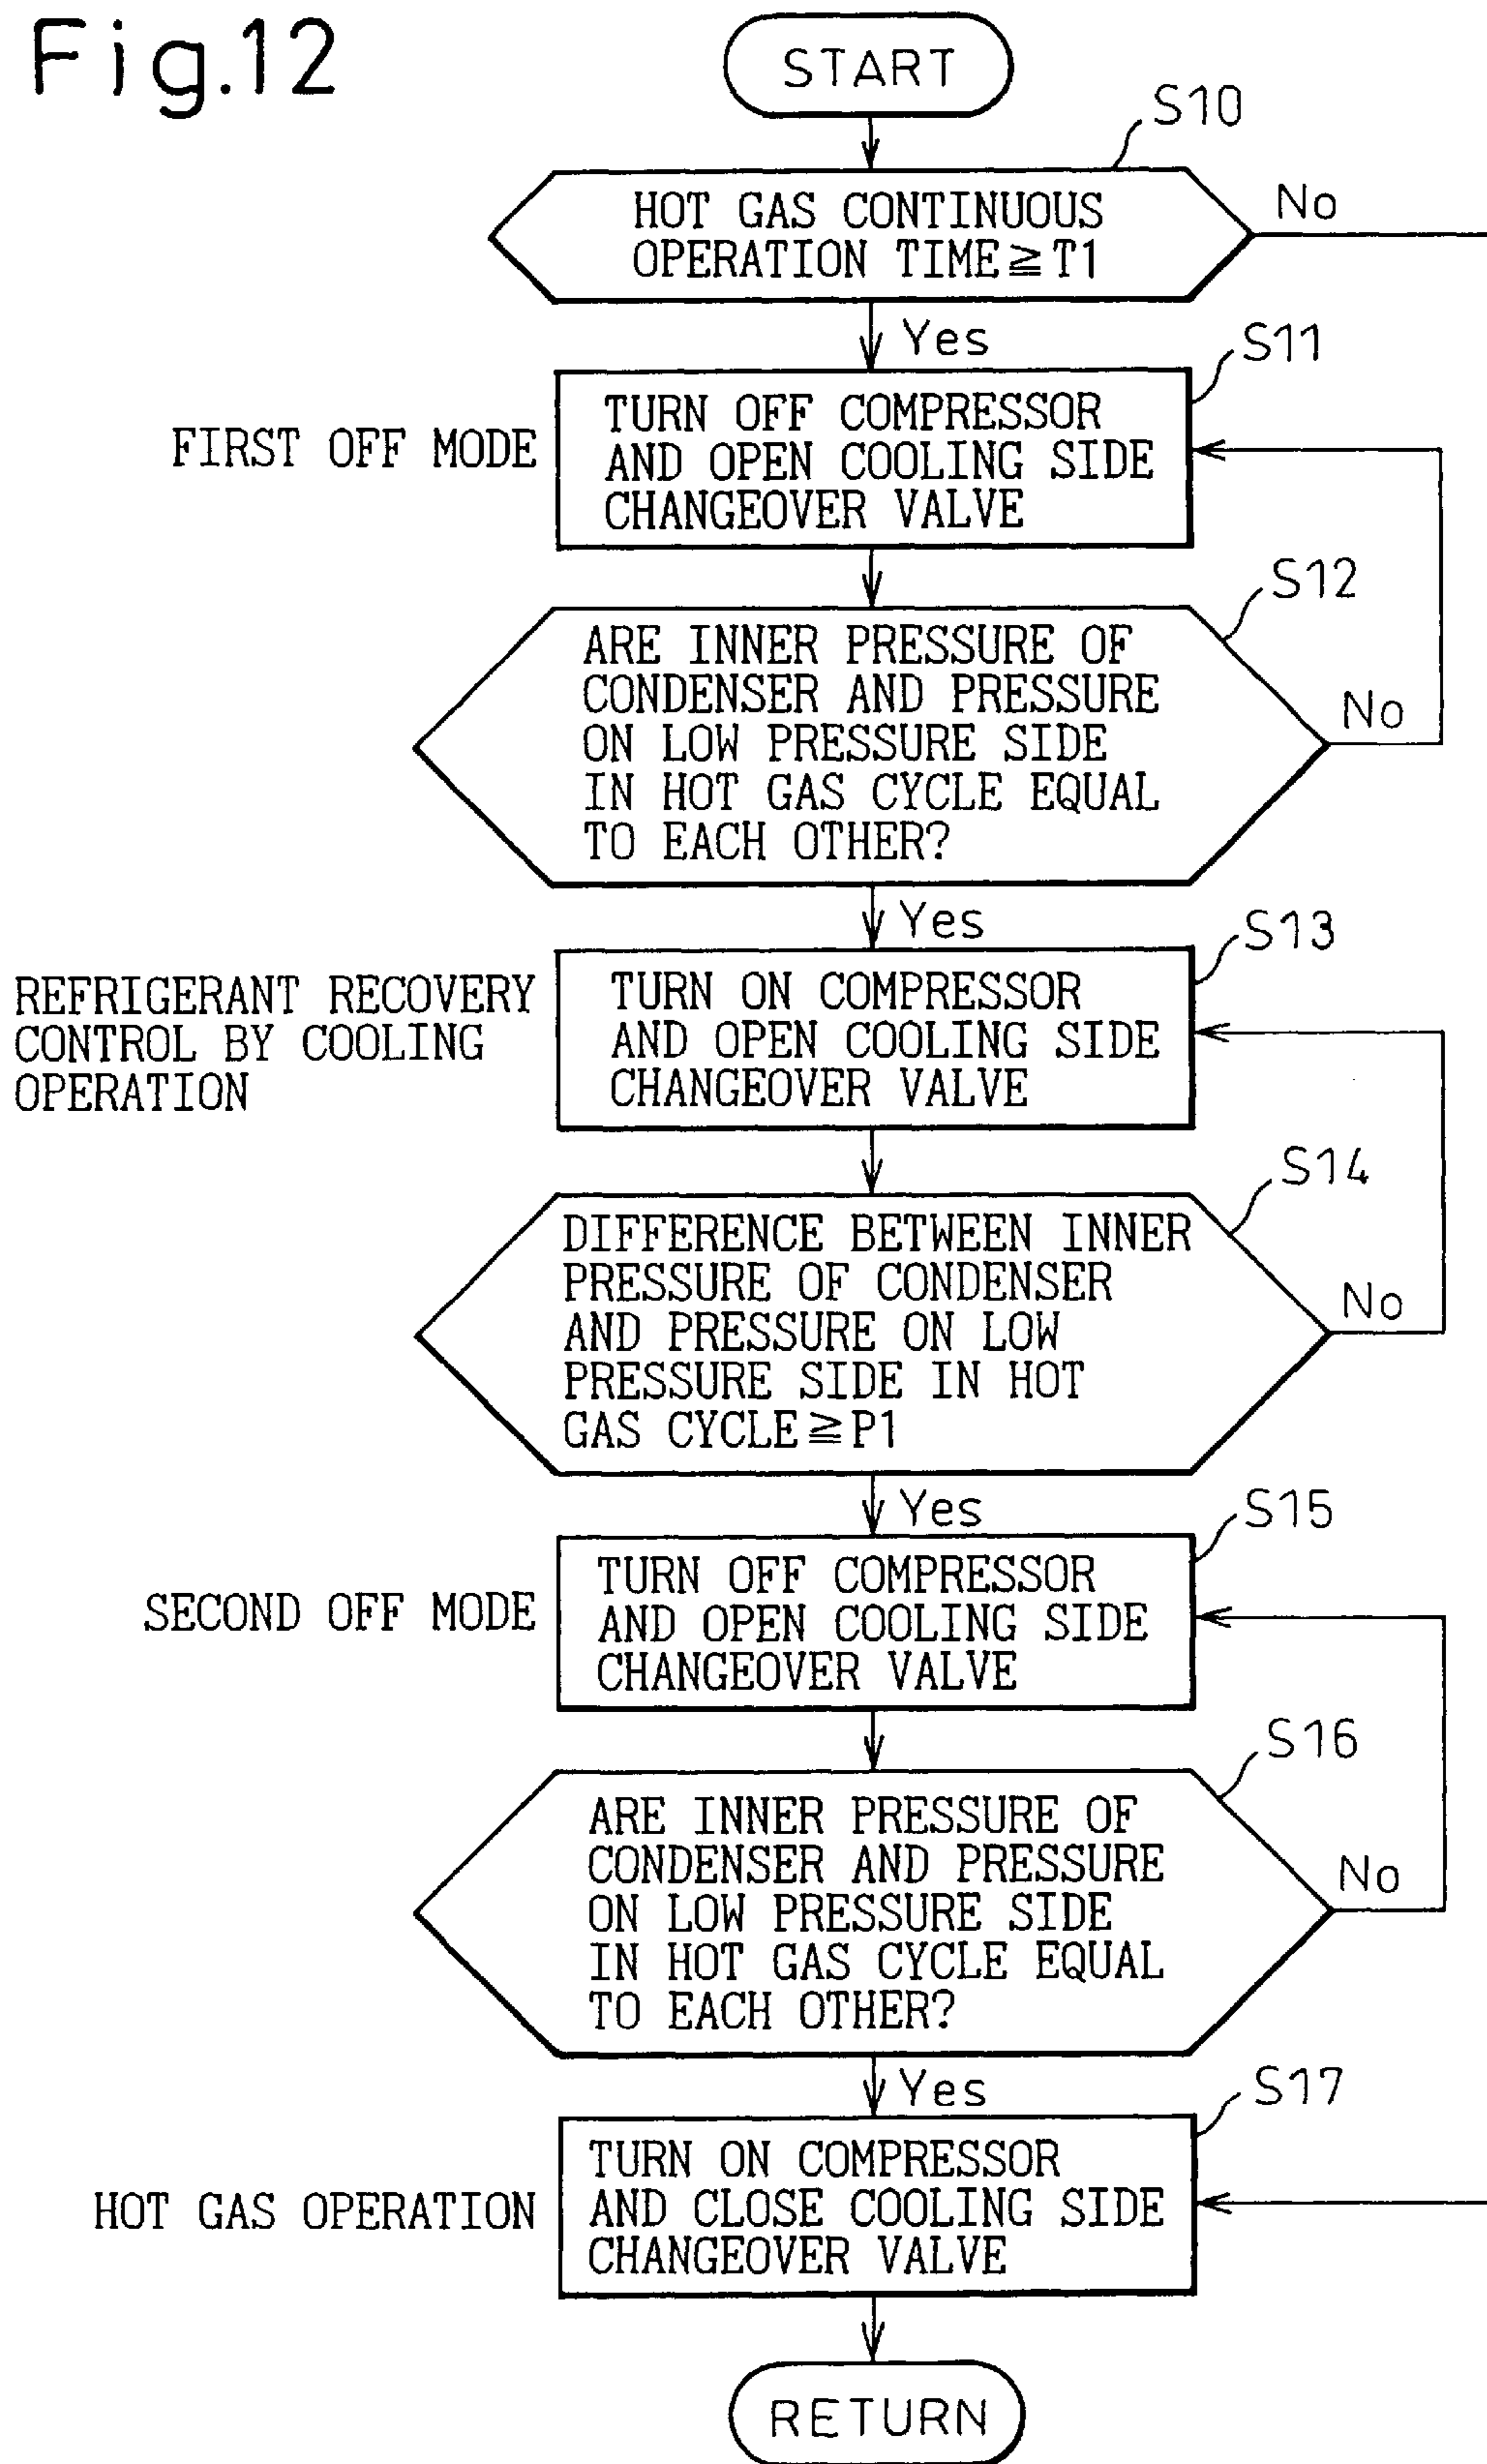 Fig.12
START
S10
HOT GAS CONTINUOUS
OPERATION TIME≧T1
No
Yes
S11
FIRST OFF MODE
TURN OFF COMPRESSOR
AND OPEN COOLING SIDE
CHANGEOVER VALVE
S12
ARE INNER PRESSURE OF
CONDENSER AND PRESSURE
ON LOW PRESSURE SIDE
IN HOT GAS CYCLE EQUAL
TO EACH OTHER?
No
Yes
S13
REFRIGERANT RECOVERY
CONTROL BY COOLING
OPERATION
TURN ON COMPRESSOR
AND OPEN COOLING SIDE
CHANGEOVER VALVE
S14
DIFFERENCE BETWEEN INNER
PRESSURE OF CONDENSER
AND PRESSURE ON LOW
PRESSURE SIDE IN HOT
GAS CYCLE≧P1
No
Yes
S15
SECOND OFF MODE
TURN OFF COMPRESSOR
AND OPEN COOLING SIDE
CHANGEOVER VALVE
S16
ARE INNER PRESSURE OF
CONDENSER AND PRESSURE
ON LOW PRESSURE SIDE
IN HOT GAS CYCLE EQUAL
TO EACH OTHER?
No
Yes
S17
HOT GAS OPERATION
TURN ON COMPRESSOR
AND CLOSE COOLING SIDE
CHANGEOVER VALVE
RETURN